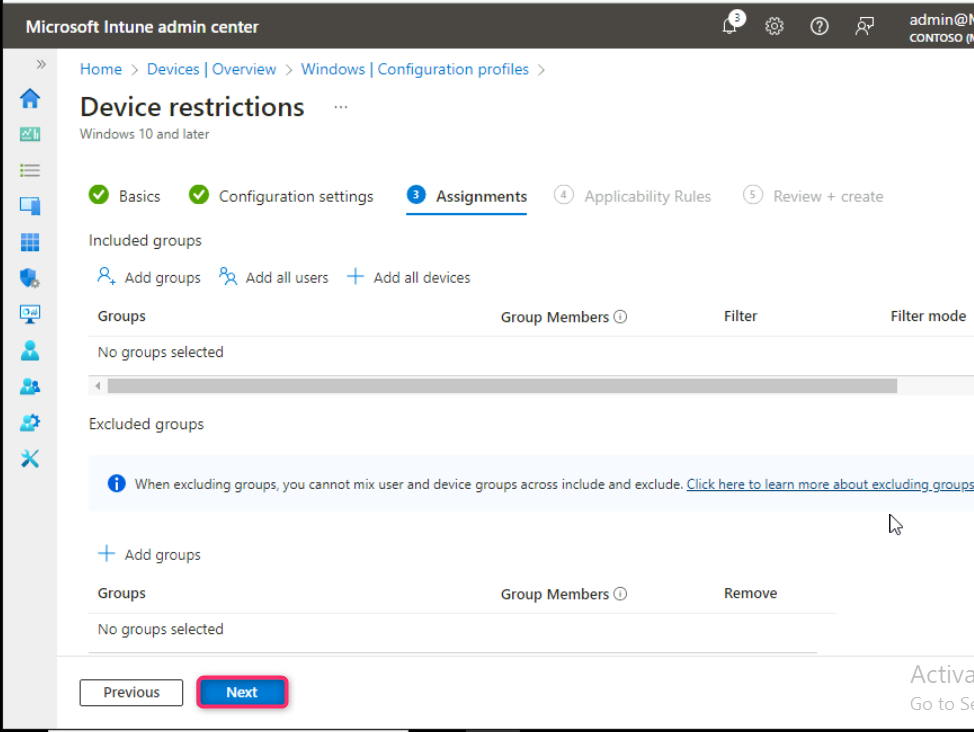 Microsoft Intune admin center
3
admin@M
CONTOSO (M
Home > Devices | Overview > Windows | Configuration profiles >
Device restrictions ...
Windows 10 and later
Basics Configuration settings 3 Assignments 4 Applicability Rules 5 Review + create
Included groups
Add groups Add all users Add all devices
Groups Group Members Filter Filter mode
No groups selected
Excluded groups
When excluding groups, you cannot mix user and device groups across include and exclude. Click here to learn more about excluding groups
Add groups
Groups Group Members Remove
No groups selected
Previous Next
Activa
Go to Se